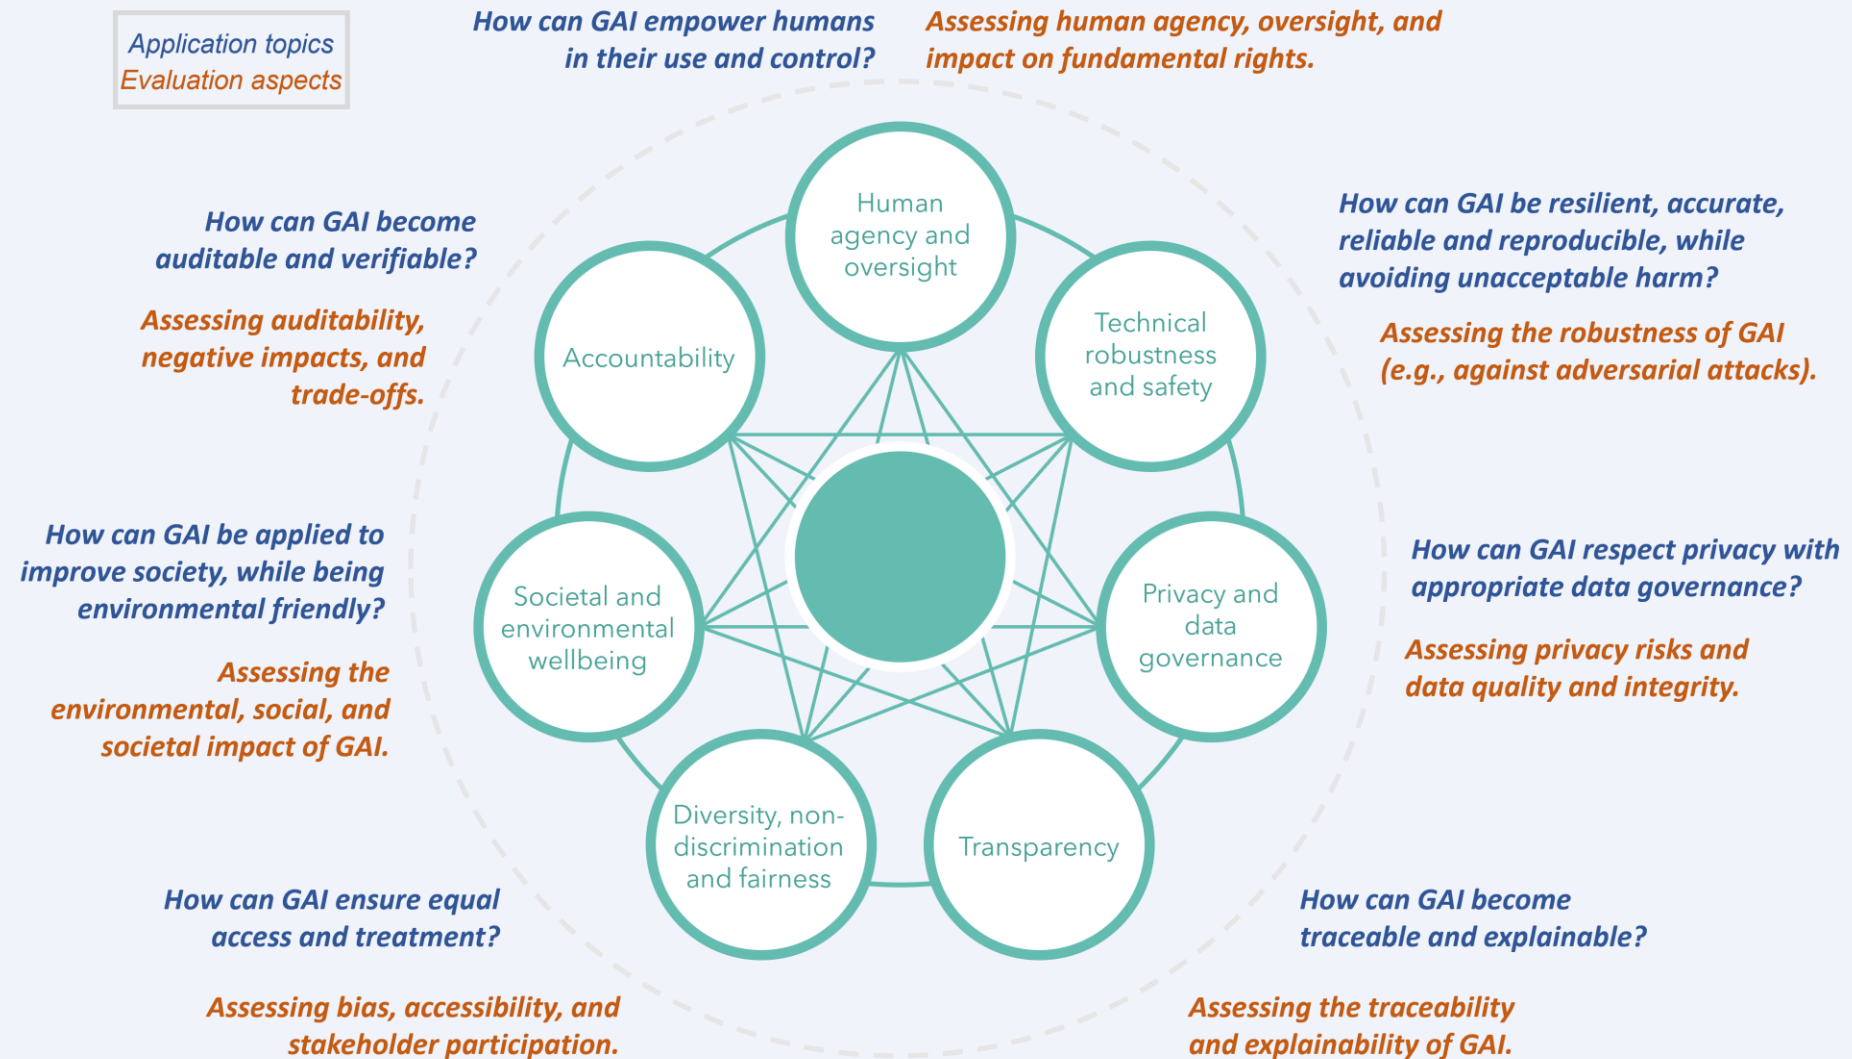 Application topics
Evaluation aspects
How can GAI empower humans
in their use and control?
Assessing human agency, oversight, and
impact on fundamental rights.
Human
agency and
oversight
How can GAI be resilient, accurate,
reliable and reproducible, while
avoiding unacceptable harm?
Assessing the robustness of GAI
(e.g., against adversarial attacks).
Technical
robustness
and safety
How can GAI become
auditable and verifiable?
Assessing auditability,
negative impacts, and
trade-offs.
Accountability
How can GAI be applied to
improve society, while being
environmental friendly?
Assessing the
environmental, social, and
societal impact of GAI.
Societal and
environmental
wellbeing
Privacy and
data
governance
How can GAI respect privacy with
appropriate data governance?
Assessing privacy risks and
data quality and integrity.
Diversity, non-
discrimination
and fairness
Transparency
How can GAI ensure equal
access and treatment?
Assessing bias, accessibility, and
stakeholder participation.
How can GAI become
traceable and explainable?
Assessing the traceability
and explainability of GAI.